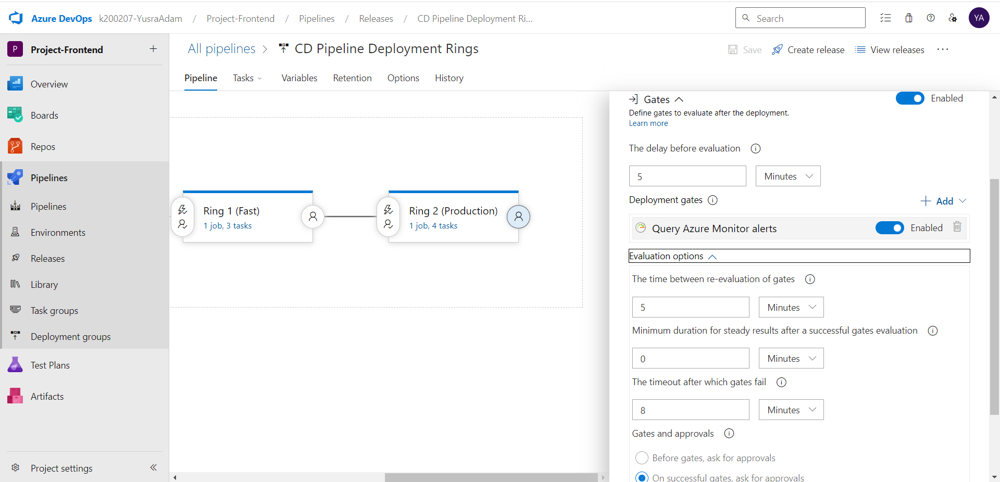 Azure DevOps k200207-YusraAdam / Project-Frontend / Pipelines / Releases / CD Pipeline Deployment Ri...
Search
YA
P Project-Frontend +
Overview
Boards
Repos
Pipelines
Pipelines
Environments
Releases
Library
Task groups
Deployment groups
Test Plans
Artifacts
Project settings
All pipelines > CD Pipeline Deployment Rings
Save Create release View releases ...
Pipeline Tasks Variables Retention Options History
Ring 1 (Fast)
1 job, 3 tasks
Ring 2 (Production)
1 job, 4 tasks
Gates
Enabled
Define gates to evaluate after the deployment.
Learn more
The delay before evaluation
5 Minutes
Deployment gates
+ Add
Query Azure Monitor alerts Enabled
Evaluation options
The time between re-evaluation of gates
5 Minutes
Minimum duration for steady results after a successful gates evaluation
0 Minutes
The timeout after which gates fail
8 Minutes
Gates and approvals
Before gates, ask for approvals
On successful gates, ask for approvals